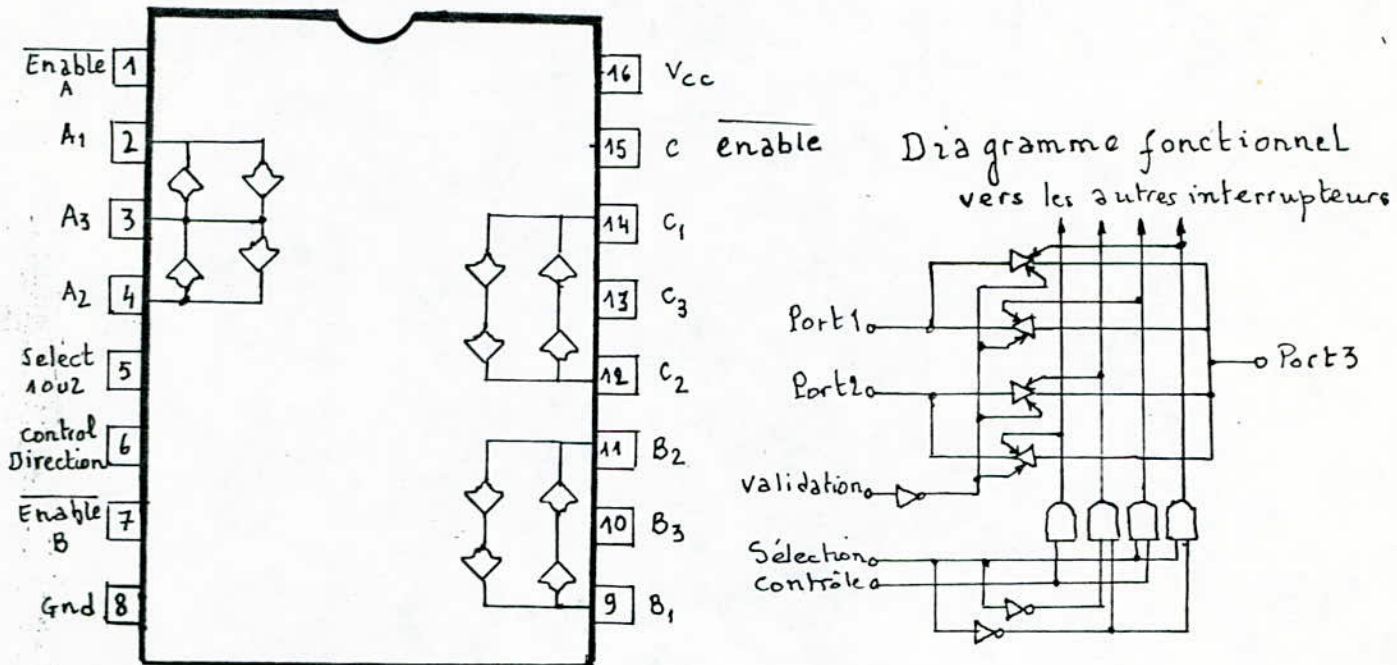 Enable
A
1
A1
2
A3
3
A2
4
Select
1ou2
5
Control
Direction
6
Enable
B
7
Gnd
8
16
Vcc
15
C
enable
14
C1
13
C3
12
C2
11
B2
10
B3
9
B1
Diagramme fonctionnel
vers les autres interrupteurs
Port1
Port2
Port3
validation
Sélection
Contrôle